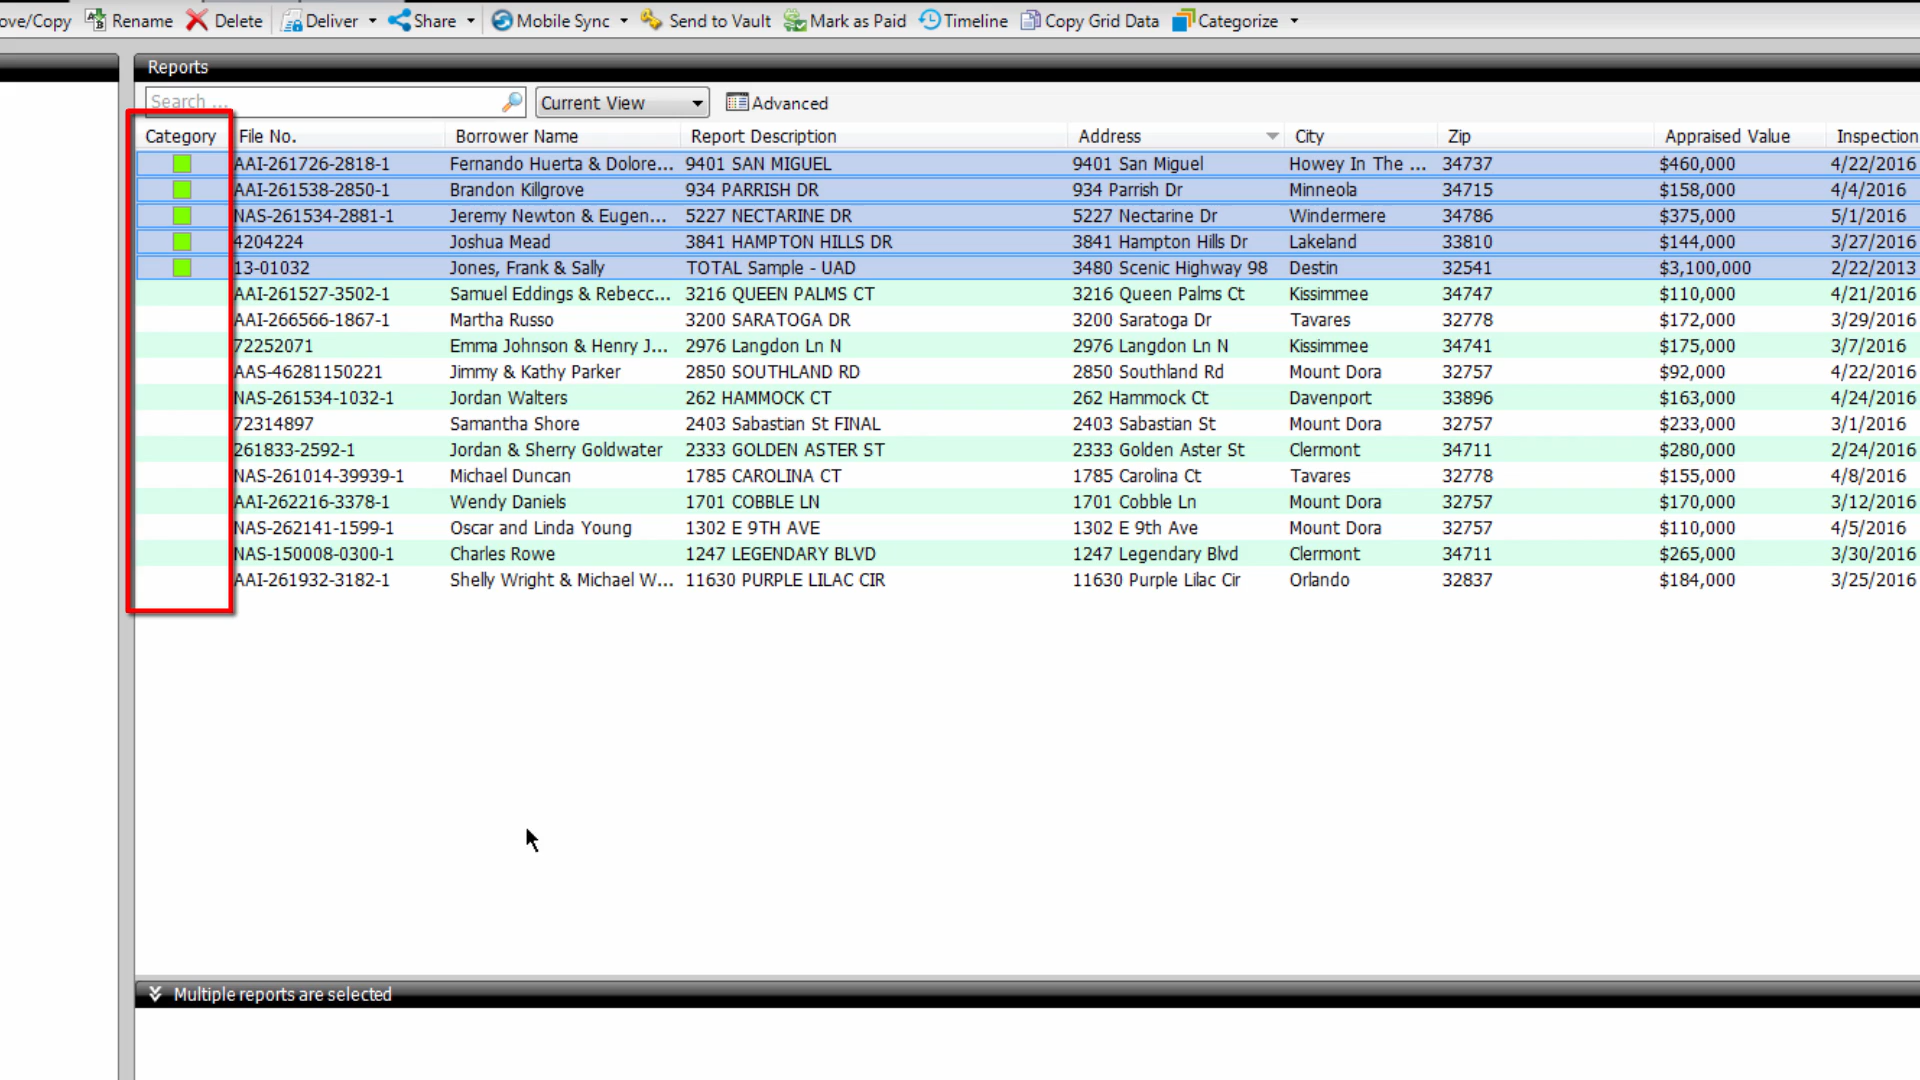 ove/Copy Rename Delete Deliver Share Mobile Sync Send to Vault Mark as Paid Timeline Copy Grid Data Categorize
Reports
Search ... Current View Advanced
Category File No. Borrower Name Report Description Address City Zip Appraised Value Inspection
AAI-261726-2818-1 Fernando Huerta & Dolore... 9401 SAN MIGUEL 9401 San Miguel Howey In The ... 34737 $460,000 4/22/2016
AAI-261538-2850-1 Brandon Killgrove 934 PARRISH DR 934 Parrish Dr Minneola 34715 $158,000 4/4/2016
NAS-261534-2881-1 Jeremy Newton & Eugen... 5227 NECTARINE DR 5227 Nectarine Dr Windermere 34786 $375,000 5/1/2016
4204224 Joshua Mead 3841 HAMPTON HILLS DR 3841 Hampton Hills Dr Lakeland 33810 $144,000 3/27/2016
13-01032 Jones, Frank & Sally TOTAL Sample - UAD 3480 Scenic Highway 98 Destin 32541 $3,100,000 2/22/2013
AAI-261527-3502-1 Samuel Eddings & Rebecc... 3216 QUEEN PALMS CT 3216 Queen Palms Ct Kissimmee 34747 $110,000 4/21/2016
AAI-266566-1867-1 Martha Russo 3200 SARATOGA DR 3200 Saratoga Dr Tavares 32778 $172,000 3/29/2016
72252071 Emma Johnson & Henry J... 2976 Langdon Ln N 2976 Langdon Ln N Kissimmee 34741 $175,000 3/7/2016
AAS-46281150221 Jimmy & Kathy Parker 2850 SOUTHLAND RD 2850 Southland Rd Mount Dora 32757 $92,000 4/22/2016
NAS-261534-1032-1 Jordan Walters 262 HAMMOCK CT 262 Hammock Ct Davenport 33896 $163,000 4/24/2016
72314897 Samantha Shore 2403 Sabastian St FINAL 2403 Sabastian St Mount Dora 32757 $233,000 3/1/2016
261833-2592-1 Jordan & Sherry Goldwater 2333 GOLDEN ASTER ST 2333 Golden Aster St Clermont 34711 $280,000 2/24/2016
NAS-261014-39939-1 Michael Duncan 1785 CAROLINA CT 1785 Carolina Ct Tavares 32778 $155,000 4/8/2016
AAI-262216-3378-1 Wendy Daniels 1701 COBBLE LN 1701 Cobble Ln Mount Dora 32757 $170,000 3/12/2016
NAS-262141-1599-1 Oscar and Linda Young 1302 E 9TH AVE 1302 E 9th Ave Mount Dora 32757 $110,000 4/5/2016
NAS-150008-0300-1 Charles Rowe 1247 LEGENDARY BLVD 1247 Legendary Blvd Clermont 34711 $265,000 3/30/2016
AAI-261932-3182-1 Shelly Wright & Michael W... 11630 PURPLE LILAC CIR 11630 Purple Lilac Cir Orlando 32837 $184,000 3/25/2016
Multiple reports are selected